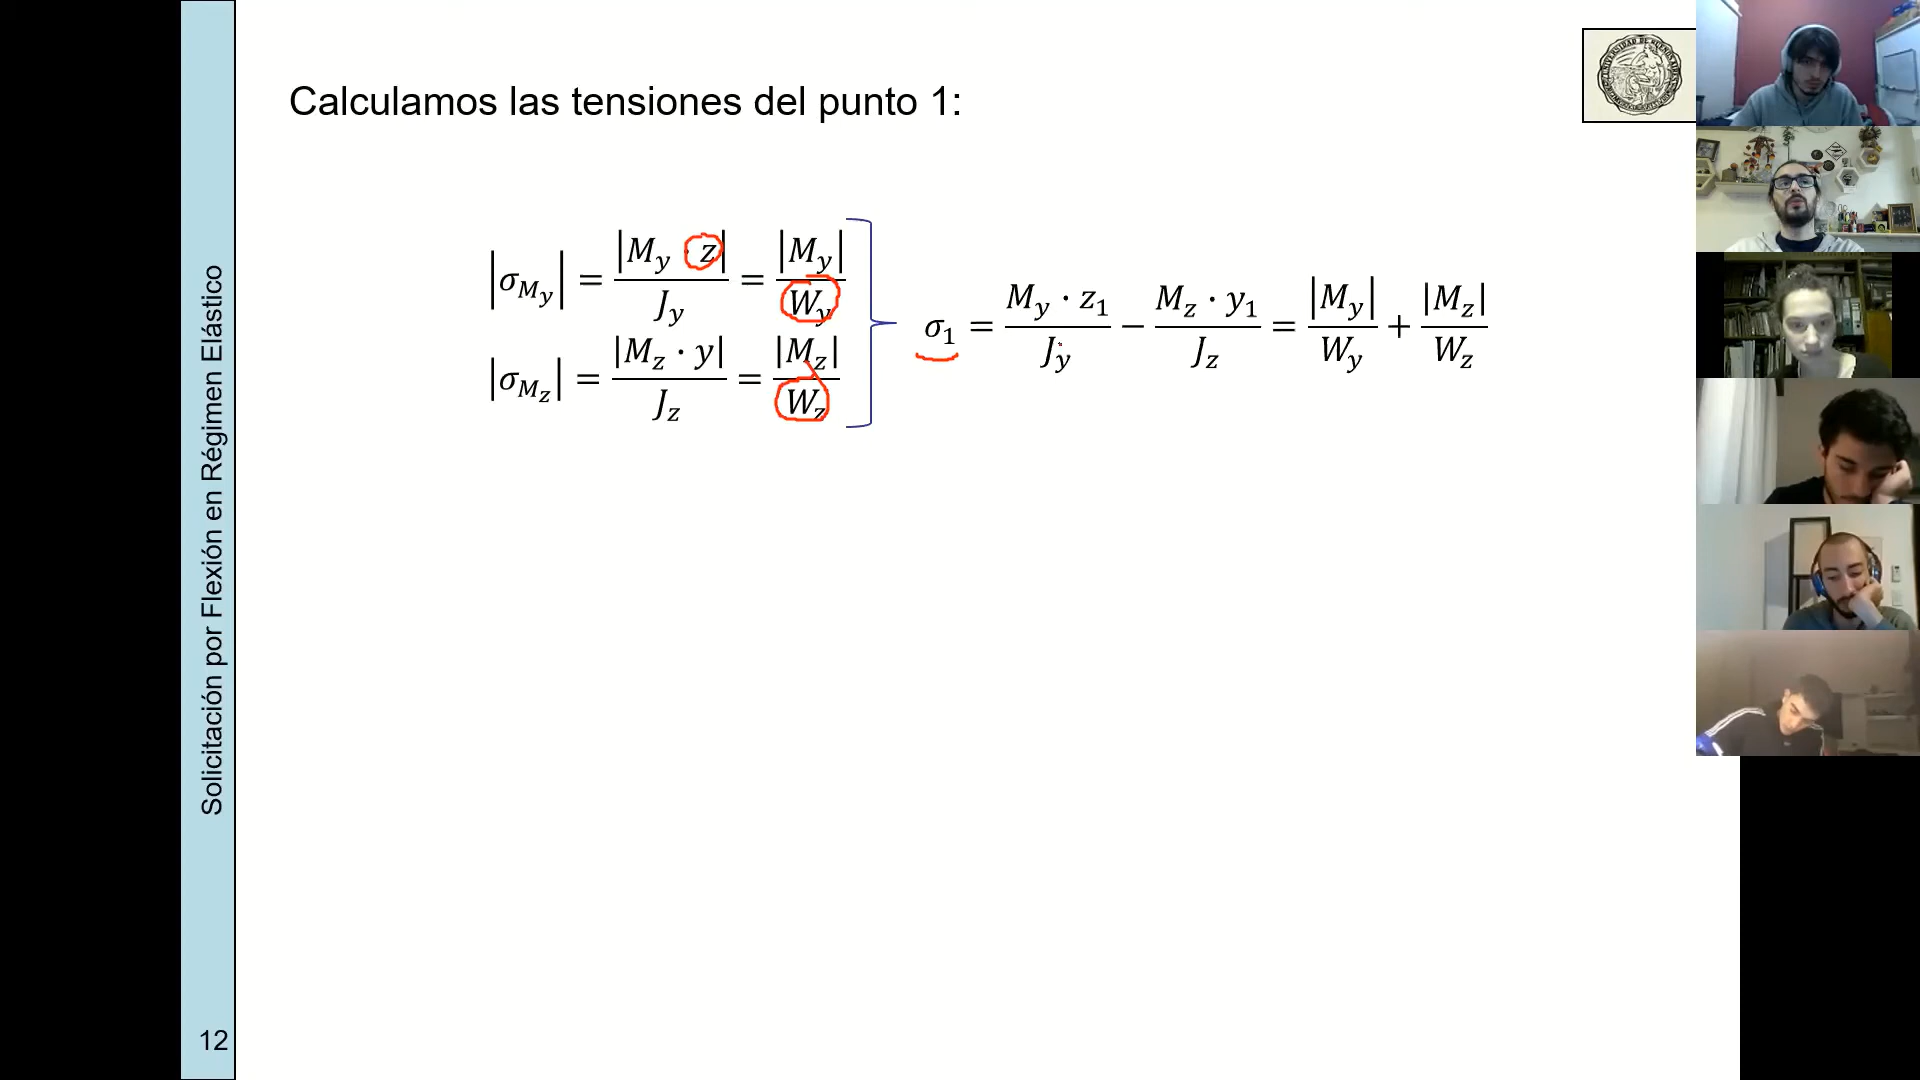 Calculamos las tensiones del punto 1:
|σ_{M_y}| = |M_y · z| / J_y = |M_y| / W_y
|σ_{M_z}| = |M_z · y| / J_z = |M_z| / W_z
σ_1 = M_y · z_1 / J_y − M_z · y_1 / J_z = |M_y| / W_y + |M_z| / W_z
Solicitación por Flexión en Régimen Elástico
12